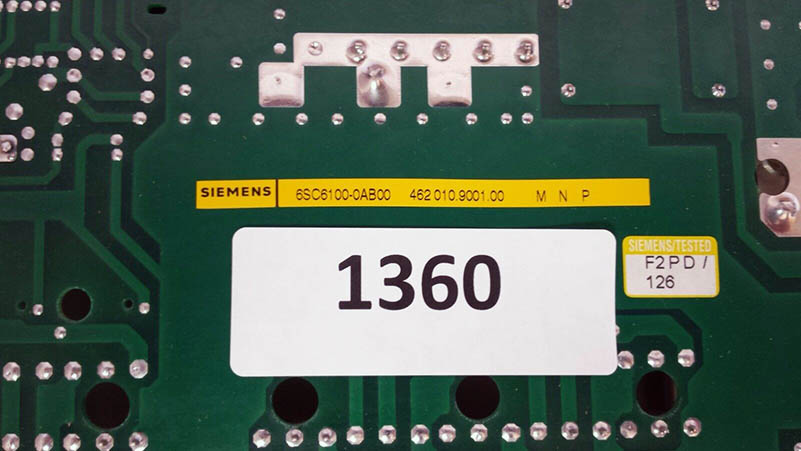 SIEMENS 6SC6100-0AB00 462 010.9001.00 M N P
SIEMENS/TESTED
F2PD/
126
1360